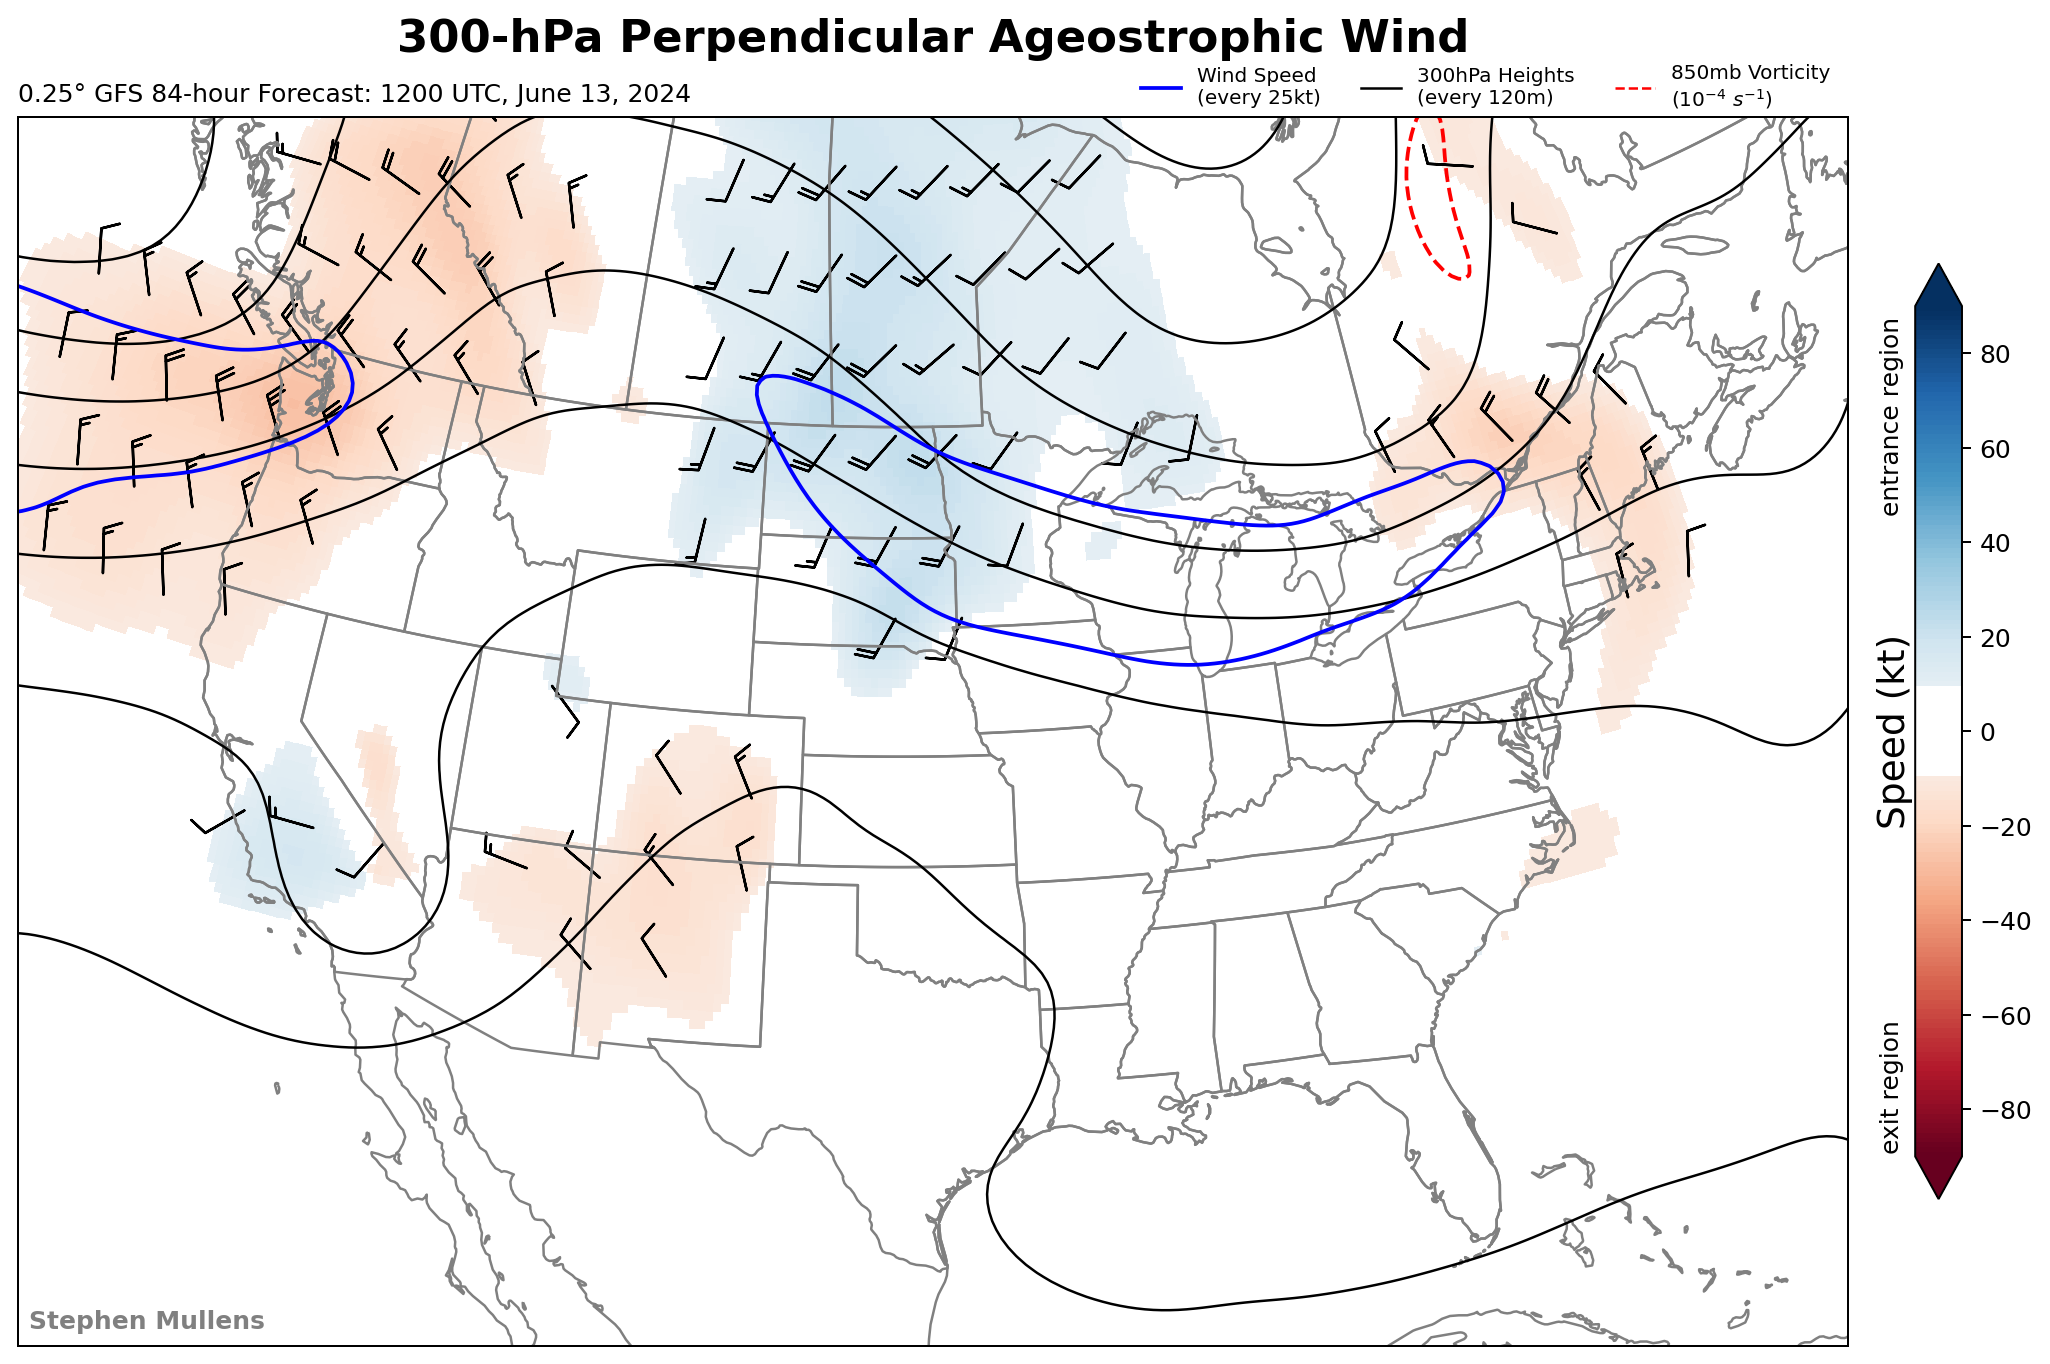 300-hPa Perpendicular Ageostrophic Wind
0.25° GFS 84-hour Forecast: 1200 UTC, June 13, 2024
Wind Speed
(every 25kt)
300hPa Heights
(every 120m)
850mb Vorticity
(10⁻⁴ s⁻¹)
entrance region
Speed (kt)
exit region
80
60
40
20
0
−20
−40
−60
−80
Stephen Mullens